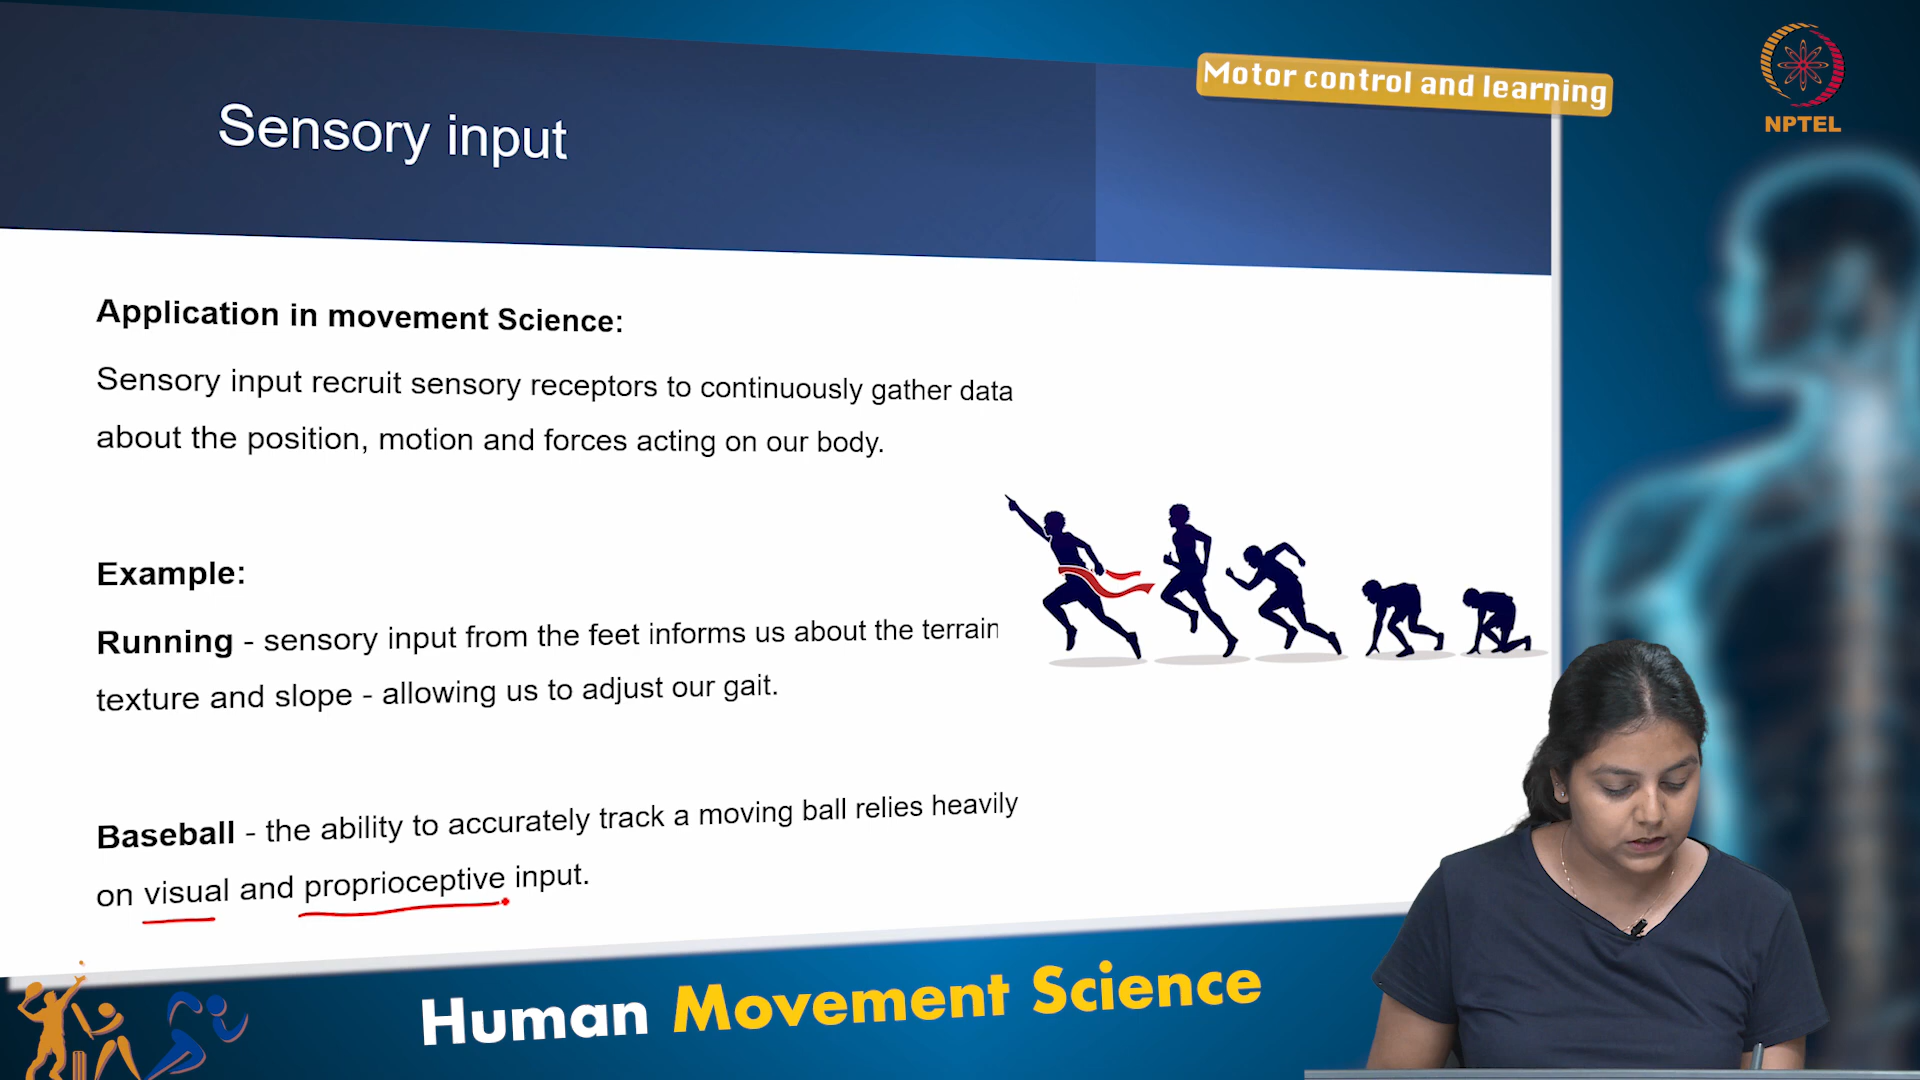 Motor control and learning
NPTEL
Sensory input
Application in movement Science:
Sensory input recruit sensory receptors to continuously gather data
about the position, motion and forces acting on our body.
Example:
Running - sensory input from the feet informs us about the terrain
texture and slope - allowing us to adjust our gait.
Baseball - the ability to accurately track a moving ball relies heavily
on visual and proprioceptive input.
Human Movement Science